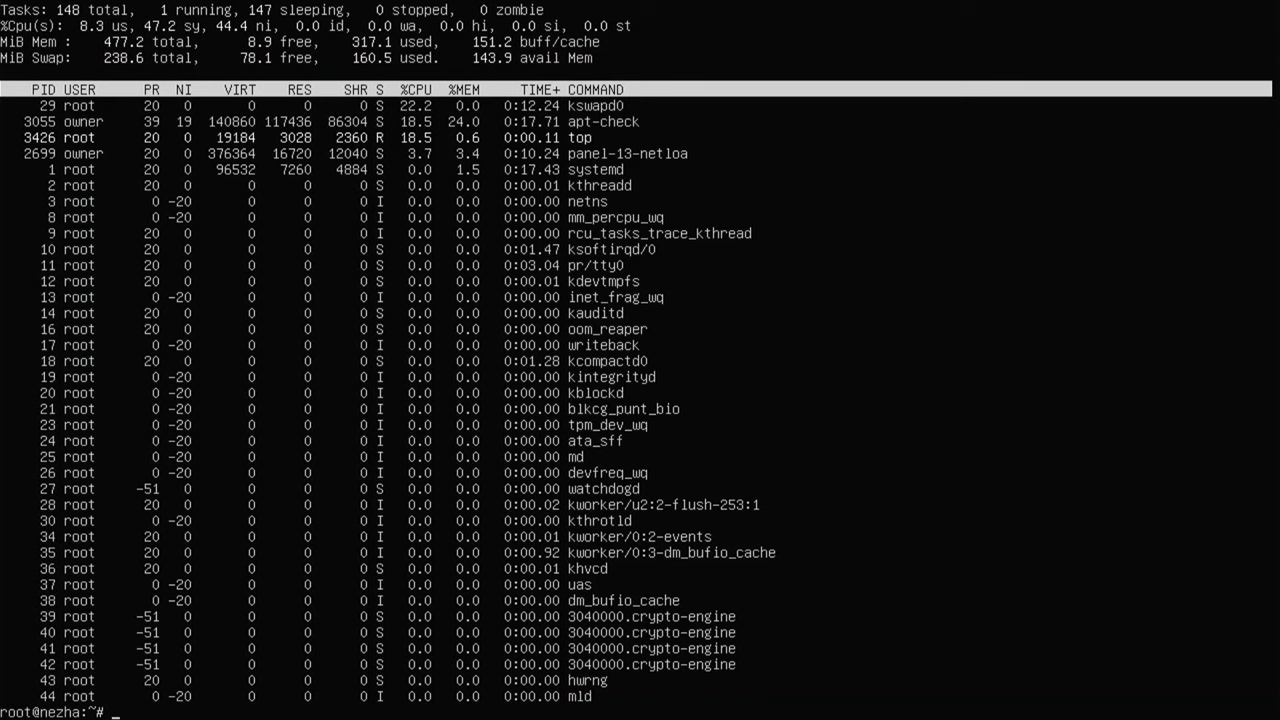 Tasks: 148 total,   1 running, 147 sleeping,   0 stopped,   0 zombie
%Cpu(s):  8.3 us, 47.2 sy, 44.4 ni,  0.0 id,  0.0 wa,  0.0 hi,  0.0 si,  0.0 st
MiB Mem :    477.2 total,      8.9 free,    317.1 used,    151.2 buff/cache
MiB Swap:    238.6 total,     78.1 free,    160.5 used.    143.9 avail Mem
PID USER      PR  NI    VIRT    RES    SHR S  %CPU  %MEM     TIME+ COMMAND
29 root      20   0       0      0      0 S  22.2   0.0   0:12.24 kswapd0
3055 owner     39  19  140860 117436  86304 S  18.5  24.0   0:17.71 apt-check
3426 root      20   0   19184   3028   2360 R  18.5   0.6   0:00.11 top
2699 owner     20   0  376364  16720  12040 S   3.7   3.4   0:10.24 panel-13-netloa
1 root      20   0   96532   7260   4884 S   0.0   1.5   0:17.43 systemd
2 root      20   0       0      0      0 S   0.0   0.0   0:00.01 kthreadd
3 root       0 -20       0      0      0 I   0.0   0.0   0:00.00 netns
8 root       0 -20       0      0      0 I   0.0   0.0   0:00.00 mm_percpu_wq
9 root      20   0       0      0      0 I   0.0   0.0   0:00.00 rcu_tasks_trace_kthread
10 root      20   0       0      0      0 S   0.0   0.0   0:01.47 ksoftirqd/0
11 root      20   0       0      0      0 S   0.0   0.0   0:03.04 pr/tty0
12 root      20   0       0      0      0 S   0.0   0.0   0:00.01 kdevtmpfs
13 root       0 -20       0      0      0 I   0.0   0.0   0:00.00 inet_frag_wq
14 root      20   0       0      0      0 S   0.0   0.0   0:00.00 kauditd
16 root      20   0       0      0      0 S   0.0   0.0   0:00.00 oom_reaper
17 root       0 -20       0      0      0 I   0.0   0.0   0:00.00 writeback
18 root      20   0       0      0      0 S   0.0   0.0   0:01.28 kcompactd0
19 root       0 -20       0      0      0 I   0.0   0.0   0:00.00 kintegrityd
20 root       0 -20       0      0      0 I   0.0   0.0   0:00.00 kblockd
21 root       0 -20       0      0      0 I   0.0   0.0   0:00.00 blkcg_punt_bio
23 root       0 -20       0      0      0 I   0.0   0.0   0:00.00 tpm_dev_wq
24 root       0 -20       0      0      0 I   0.0   0.0   0:00.00 ata_sff
25 root       0 -20       0      0      0 I   0.0   0.0   0:00.00 md
26 root       0 -20       0      0      0 I   0.0   0.0   0:00.00 devfreq_wq
27 root     -51   0       0      0      0 S   0.0   0.0   0:00.00 watchdogd
28 root      20   0       0      0      0 I   0.0   0.0   0:00.02 kworker/u2:2-flush-253:1
30 root       0 -20       0      0      0 I   0.0   0.0   0:00.00 kthrotld
34 root      20   0       0      0      0 I   0.0   0.0   0:00.01 kworker/0:2-events
35 root      20   0       0      0      0 I   0.0   0.0   0:00.92 kworker/0:3-dm_bufio_cache
36 root      20   0       0      0      0 S   0.0   0.0   0:00.01 khvcd
37 root       0 -20       0      0      0 I   0.0   0.0   0:00.00 uas
38 root       0 -20       0      0      0 I   0.0   0.0   0:00.00 dm_bufio_cache
39 root     -51   0       0      0      0 S   0.0   0.0   0:00.00 3040000.crypto-engine
40 root     -51   0       0      0      0 S   0.0   0.0   0:00.00 3040000.crypto-engine
41 root     -51   0       0      0      0 S   0.0   0.0   0:00.00 3040000.crypto-engine
42 root     -51   0       0      0      0 S   0.0   0.0   0:00.00 3040000.crypto-engine
43 root      20   0       0      0      0 S   0.0   0.0   0:00.00 hwrng
44 root       0 -20       0      0      0 I   0.0   0.0   0:00.00 mld
root@nezha:~# _